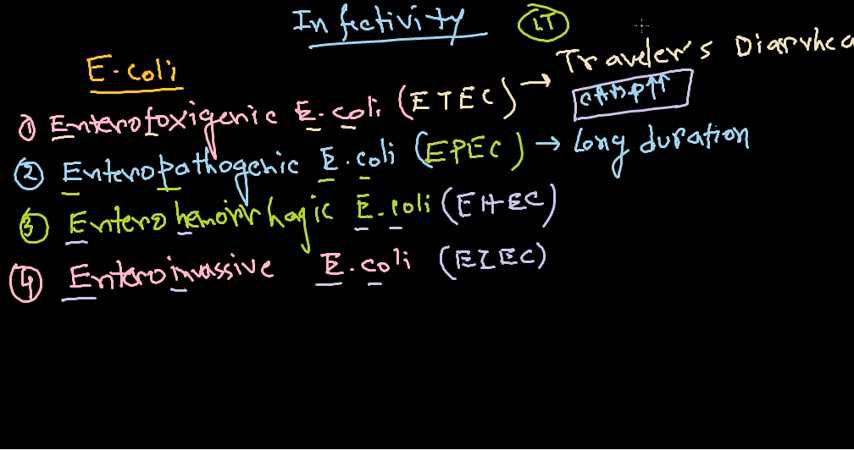 Infectivity LT
E.coli
① Enterotoxigenic E.coli (ETEC) → Traveler's Diarrhea
cAMP↑↑
② Enteropathogenic E.coli (EPEC) → Long duration
③ Enterohemorrhagic E.coli (EHEC)
④ Enteroinvassive E.coli (EIEC)